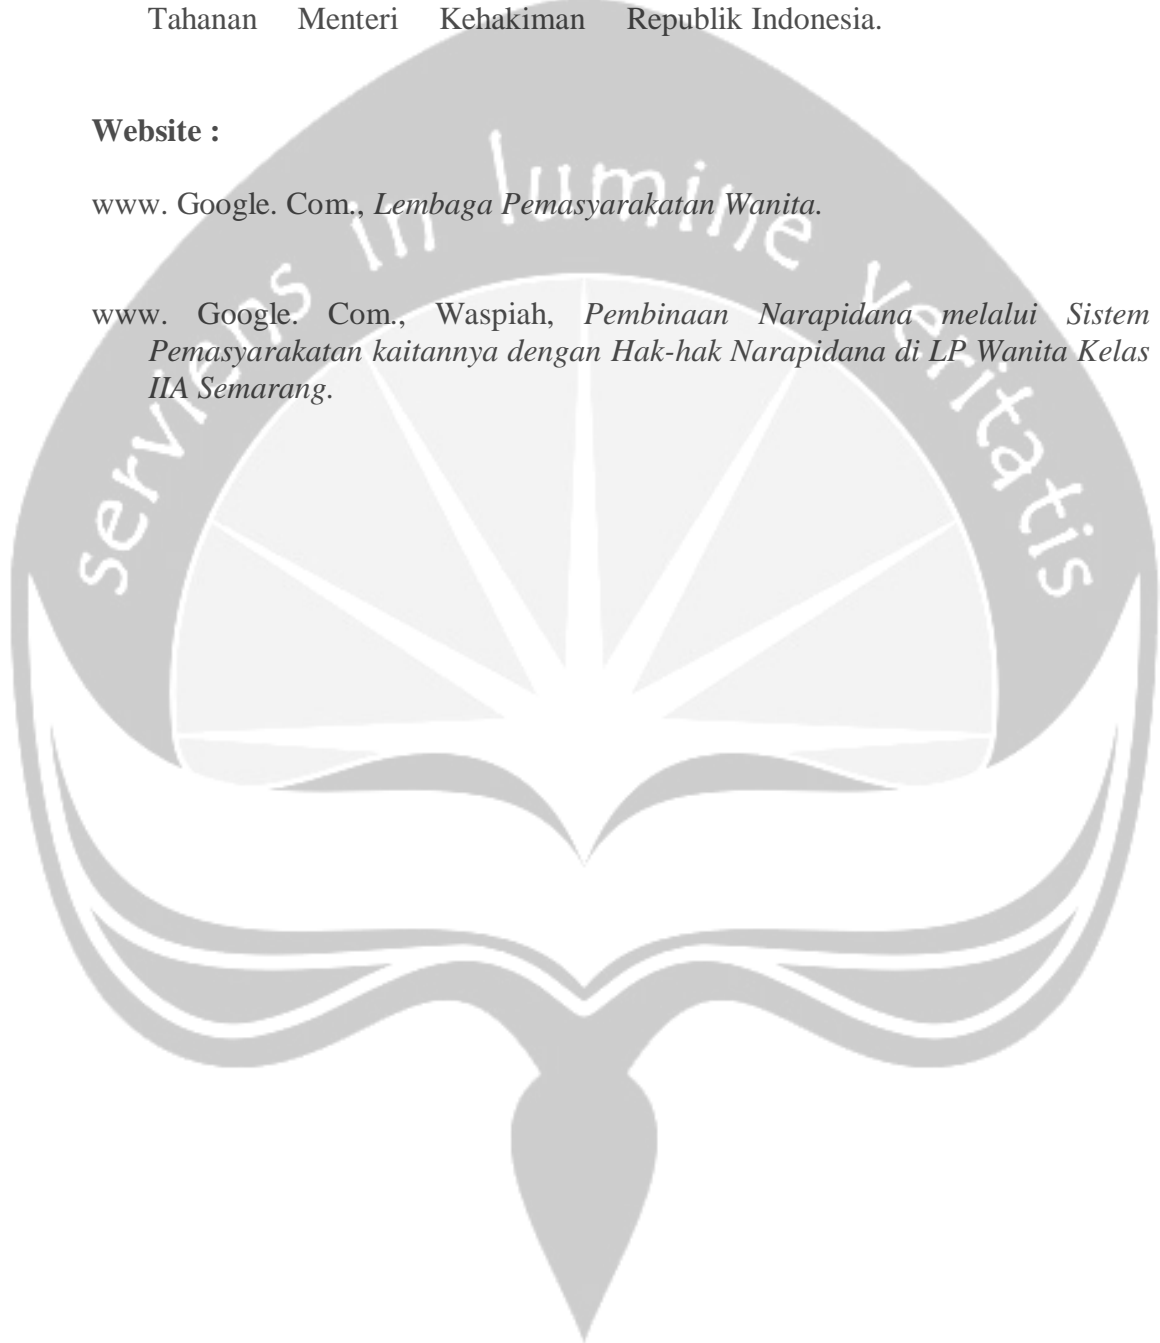 Tahanan Menteri Kehakiman Republik Indonesia.
Website :
www. Google. Com., Lembaga Pemasyarakatan Wanita.
www. Google. Com., Waspiah, Pembinaan Narapidana melalui Sistem
Pemasyarakatan kaitannya dengan Hak-hak Narapidana di LP Wanita Kelas
IIA Semarang.
serviens in lumine veritatis